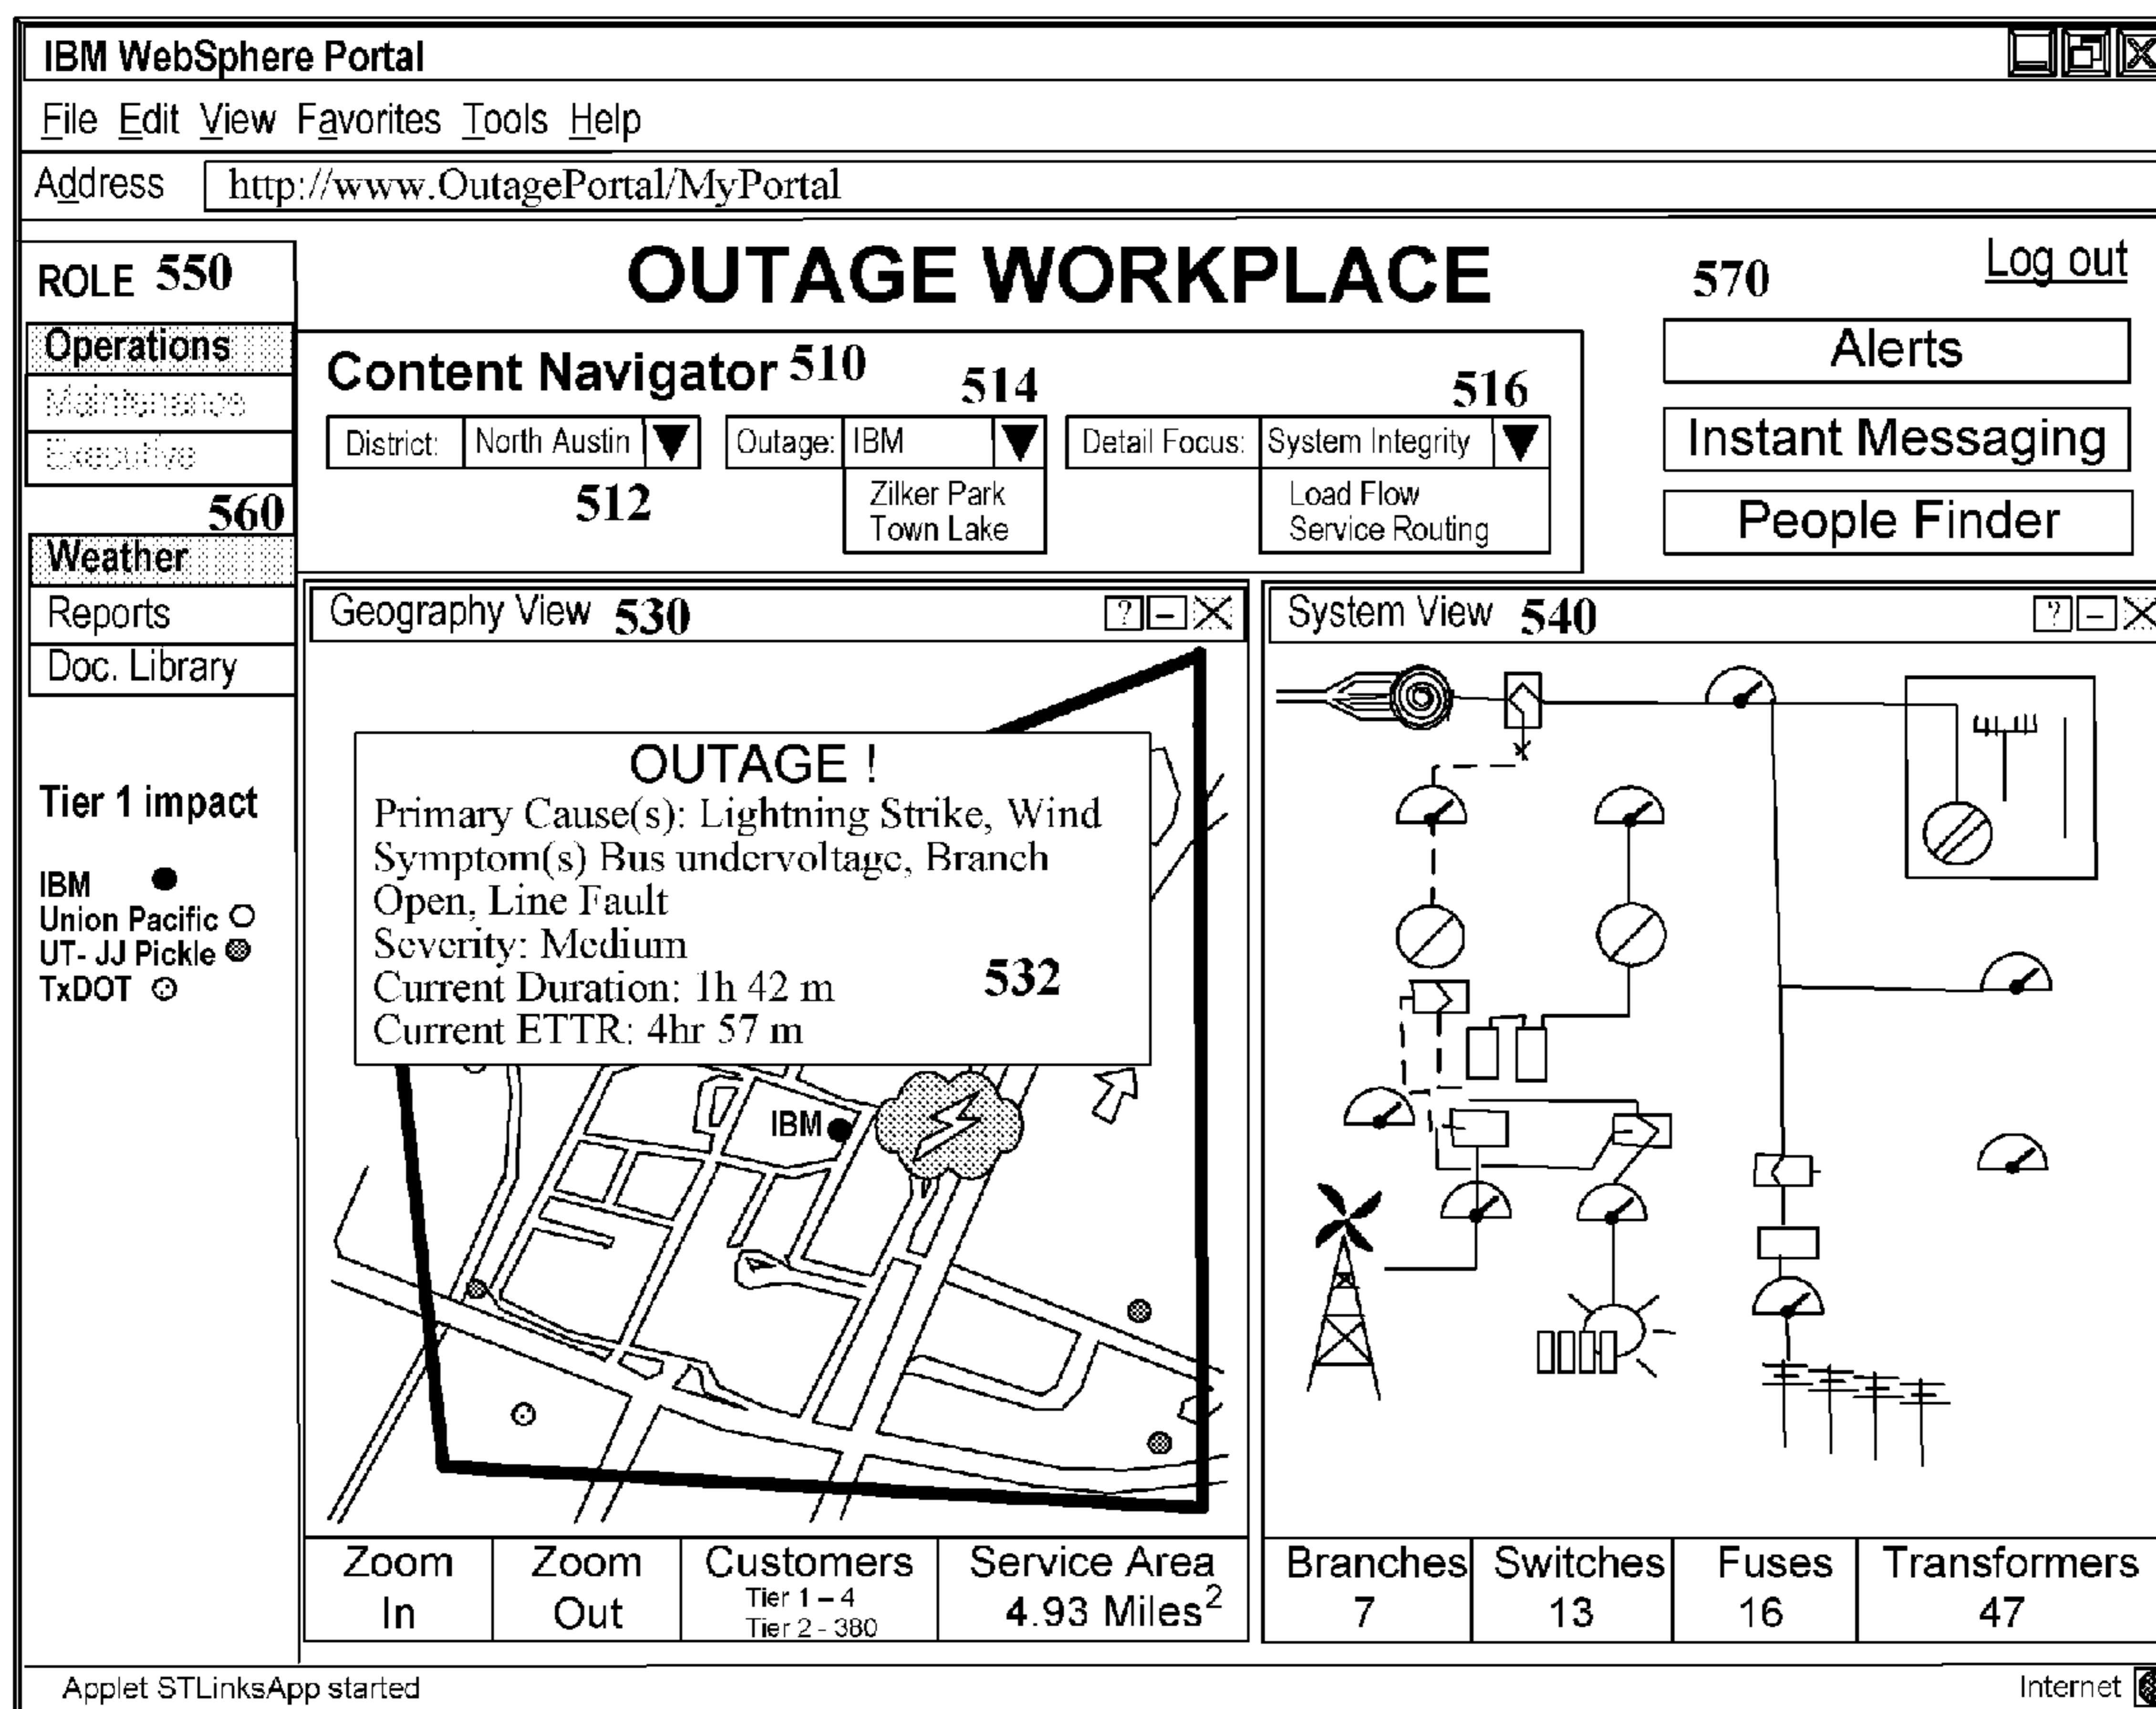 IBM WebSphere Portal
File Edit View Favorites Tools Help
Address http://www.OutagePortal/MyPortal
ROLE 550
Operations
Maintenance
Executive
560
Weather
Reports
Doc. Library
Tier 1 impact
IBM
Union Pacific
UT- JJ Pickle
TxDOT
OUTAGE WORKPLACE
570
Log out
Alerts
Instant Messaging
People Finder
Content Navigator 510
514
516
District: North Austin
Outage: IBM
Detail Focus: System Integrity
512
Zilker Park
Town Lake
Load Flow
Service Routing
Geography View 530
?
OUTAGE !
Primary Cause(s): Lightning Strike, Wind
Symptom(s) Bus undervoltage, Branch
Open, Line Fault
Severity: Medium
Current Duration: 1h 42 m
532
Current ETTR: 4hr 57 m
IBM
Zoom In
Zoom Out
Customers
Tier 1 – 4
Tier 2 - 380
Service Area
4.93 Miles²
System View 540
?
Branches 7
Switches 13
Fuses 16
Transformers 47
Applet STLinksApp started
Internet